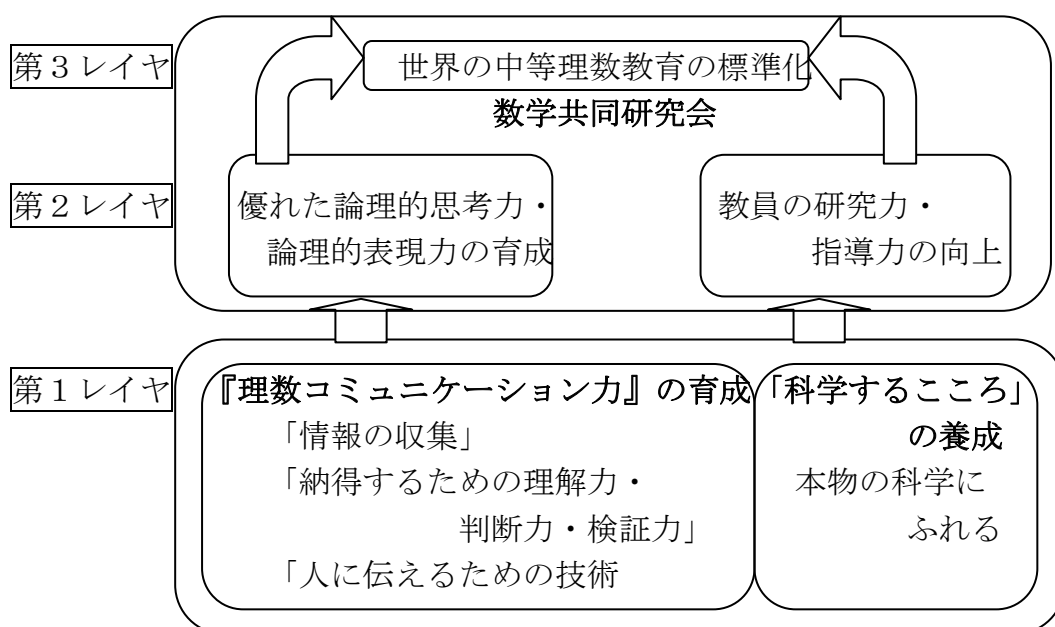 第３レイヤ
世界の中等理数教育の標準化
数学共同研究会
第２レイヤ
優れた論理的思考力・
論理的表現力の育成
教員の研究力・
指導力の向上
第１レイヤ
『理数コミュニケーション力』の育成
「情報の収集」
「納得するための理解力・
判断力・検証力」
「人に伝えるための技術
「科学するこころ」
の養成
本物の科学に
ふれる